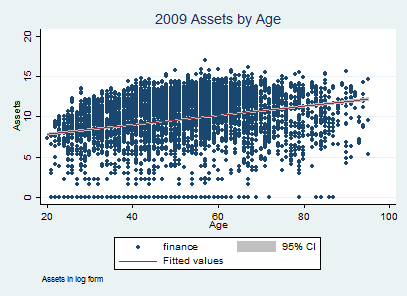 2009 Assets by Age
20
15
10
5
0
Assets
20 40 60 80 100
Age
finance 95% CI
Fitted values
Assets in log form